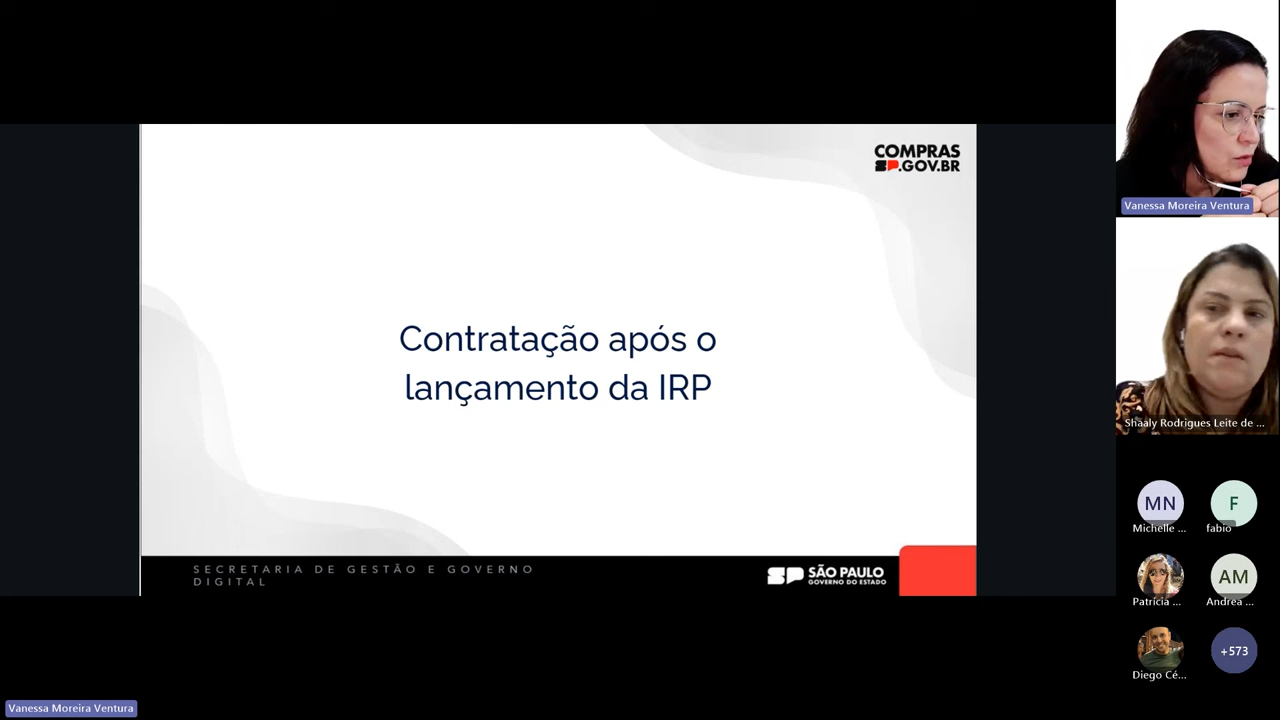 COMPRAS
SP.GOV.BR
Contratação após o
lançamento da IRP
SECRETARIA DE GESTÃO E GOVERNO
DIGITAL
SP SÃO PAULO
GOVERNO DO ESTADO
Vanessa Moreira Ventura
Shaaly Rodrigues Leite de ...
MN
Michelle ...
F
fabio
Patrícia ...
AM
Andrea ...
Diego Cé...
+573
Vanessa Moreira Ventura